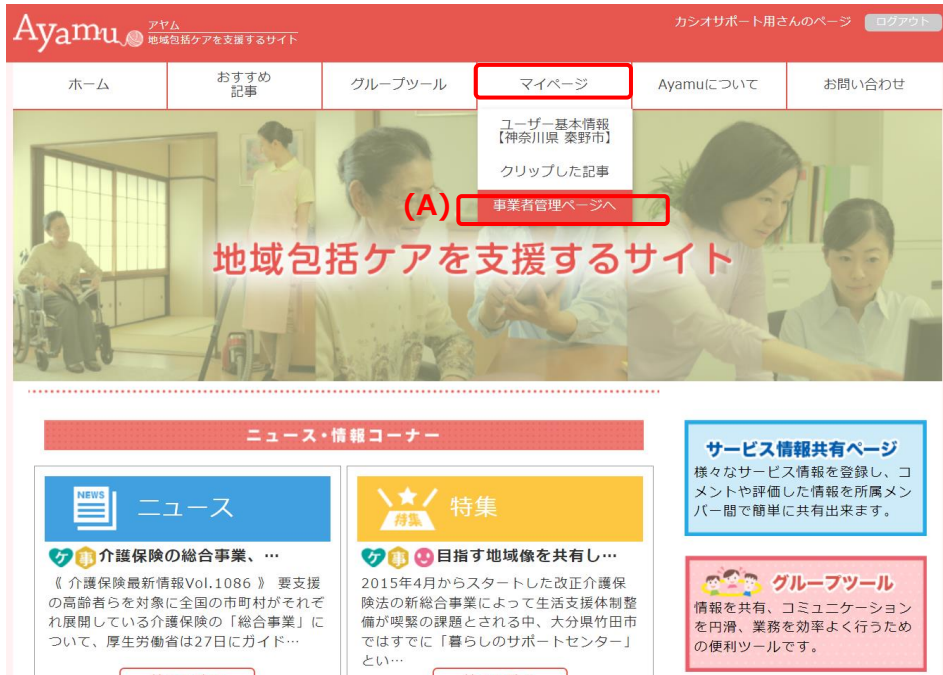 Ayamu アヤム
地域包括ケアを支援するサイト
カシオサポート用さんのページ ログアウト
ホーム
おすすめ
記事
グループツール
マイページ
Ayamuについて
お問い合わせ
ユーザー基本情報
【神奈川県 秦野市】
クリップした記事
(A)
事業者管理ページへ
地域包括ケアを支援するサイト
ニュース・情報コーナー
NEWS
ニュース
ケ 事 介護保険の総合事業、…
《 介護保険最新情報Vol.1086 》 要支援
の高齢者らを対象に全国の市町村がそれぞ
れ展開している介護保険の「総合事業」に
ついて、厚生労働省は27日にガイド…
特集
特集
ケ 事 目指す地域像を共有し…
2015年4月からスタートした改正介護保
険法の新総合事業によって生活支援体制整
備が喫緊の課題とされる中、大分県竹田市
ではすでに「暮らしのサポートセンター」
とい…
サービス情報共有ページ
様々なサービス情報を登録し、コ
メントや評価した情報を所属メン
バー間で簡単に共有出来ます。
グループツール
情報を共有、コミュニケーション
を円滑、業務を効率よく行うため
の便利ツールです。